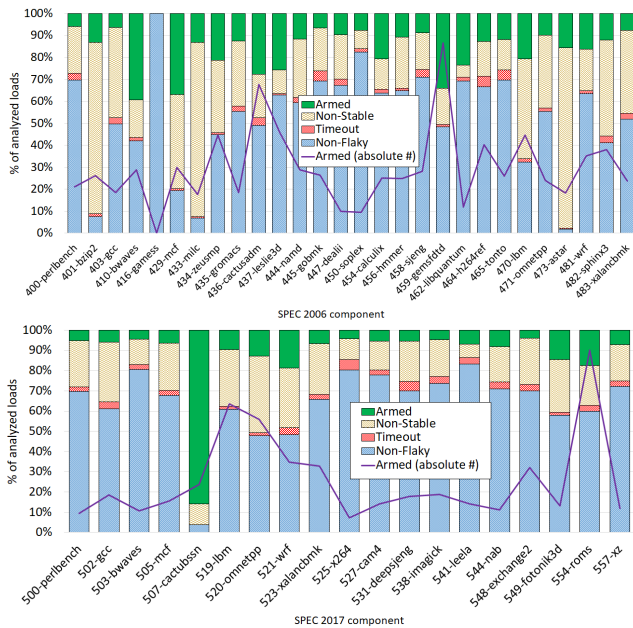 100%
90%
80%
70%
60%
50%
40%
30%
20%
10%
0%
% of analyzed loads
Armed
Non-Stable
Timeout
Non-Flaky
Armed (absolute #)
400-perlbench
401-bzip2
403-gcc
410-bwaves
416-gamess
429-mcf
433-milc
434-zeusmp
435-gromacs
436-cactusadm
437-leslie3d
444-namd
445-gobmk
447-dealii
450-soplex
454-calculix
456-hmmer
458-sjeng
459-gemsfdtd
462-libquantum
464-h264ref
465-tonto
470-lbm
471-omnetpp
473-astar
481-wrf
482-sphinx3
483-xalancbmk
SPEC 2006 component
100%
90%
80%
70%
60%
50%
40%
30%
20%
10%
0%
% of analyzed loads
Armed
Non-Stable
Timeout
Non-Flaky
Armed (absolute #)
500-perlbench
502-gcc
503-bwaves
505-mcf
507-cactubssn
519-lbm
520-omnetpp
521-wrf
523-xalancbmk
525-x264
527-cam4
531-deepsjeng
538-imagick
541-leela
544-nab
548-exchange2
549-fotonik3d
554-roms
557-xz
SPEC 2017 component